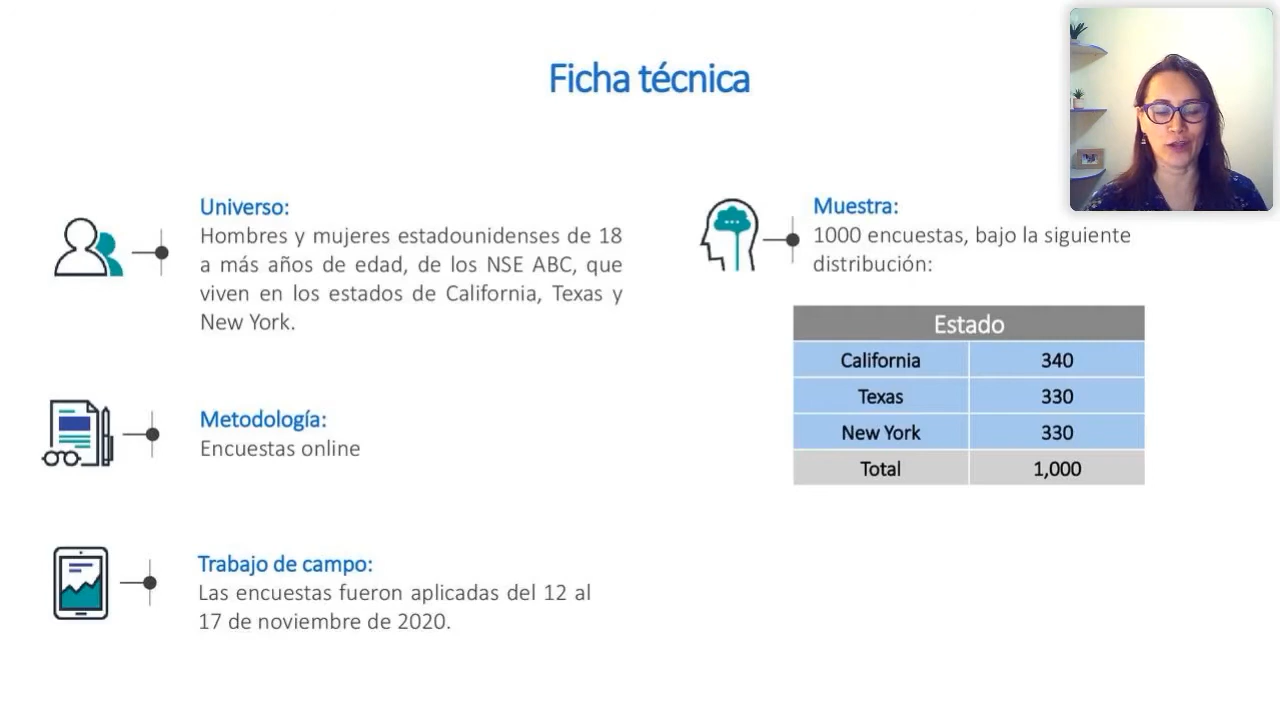 Ficha técnica
Universo:
Hombres y mujeres estadounidenses de 18
a más años de edad, de los NSE ABC, que
viven en los estados de California, Texas y
New York.
Metodología:
Encuestas online
Trabajo de campo:
Las encuestas fueron aplicadas del 12 al
17 de noviembre de 2020.
Muestra:
1000 encuestas, bajo la siguiente
distribución:
Estado
California 340
Texas 330
New York 330
Total 1,000